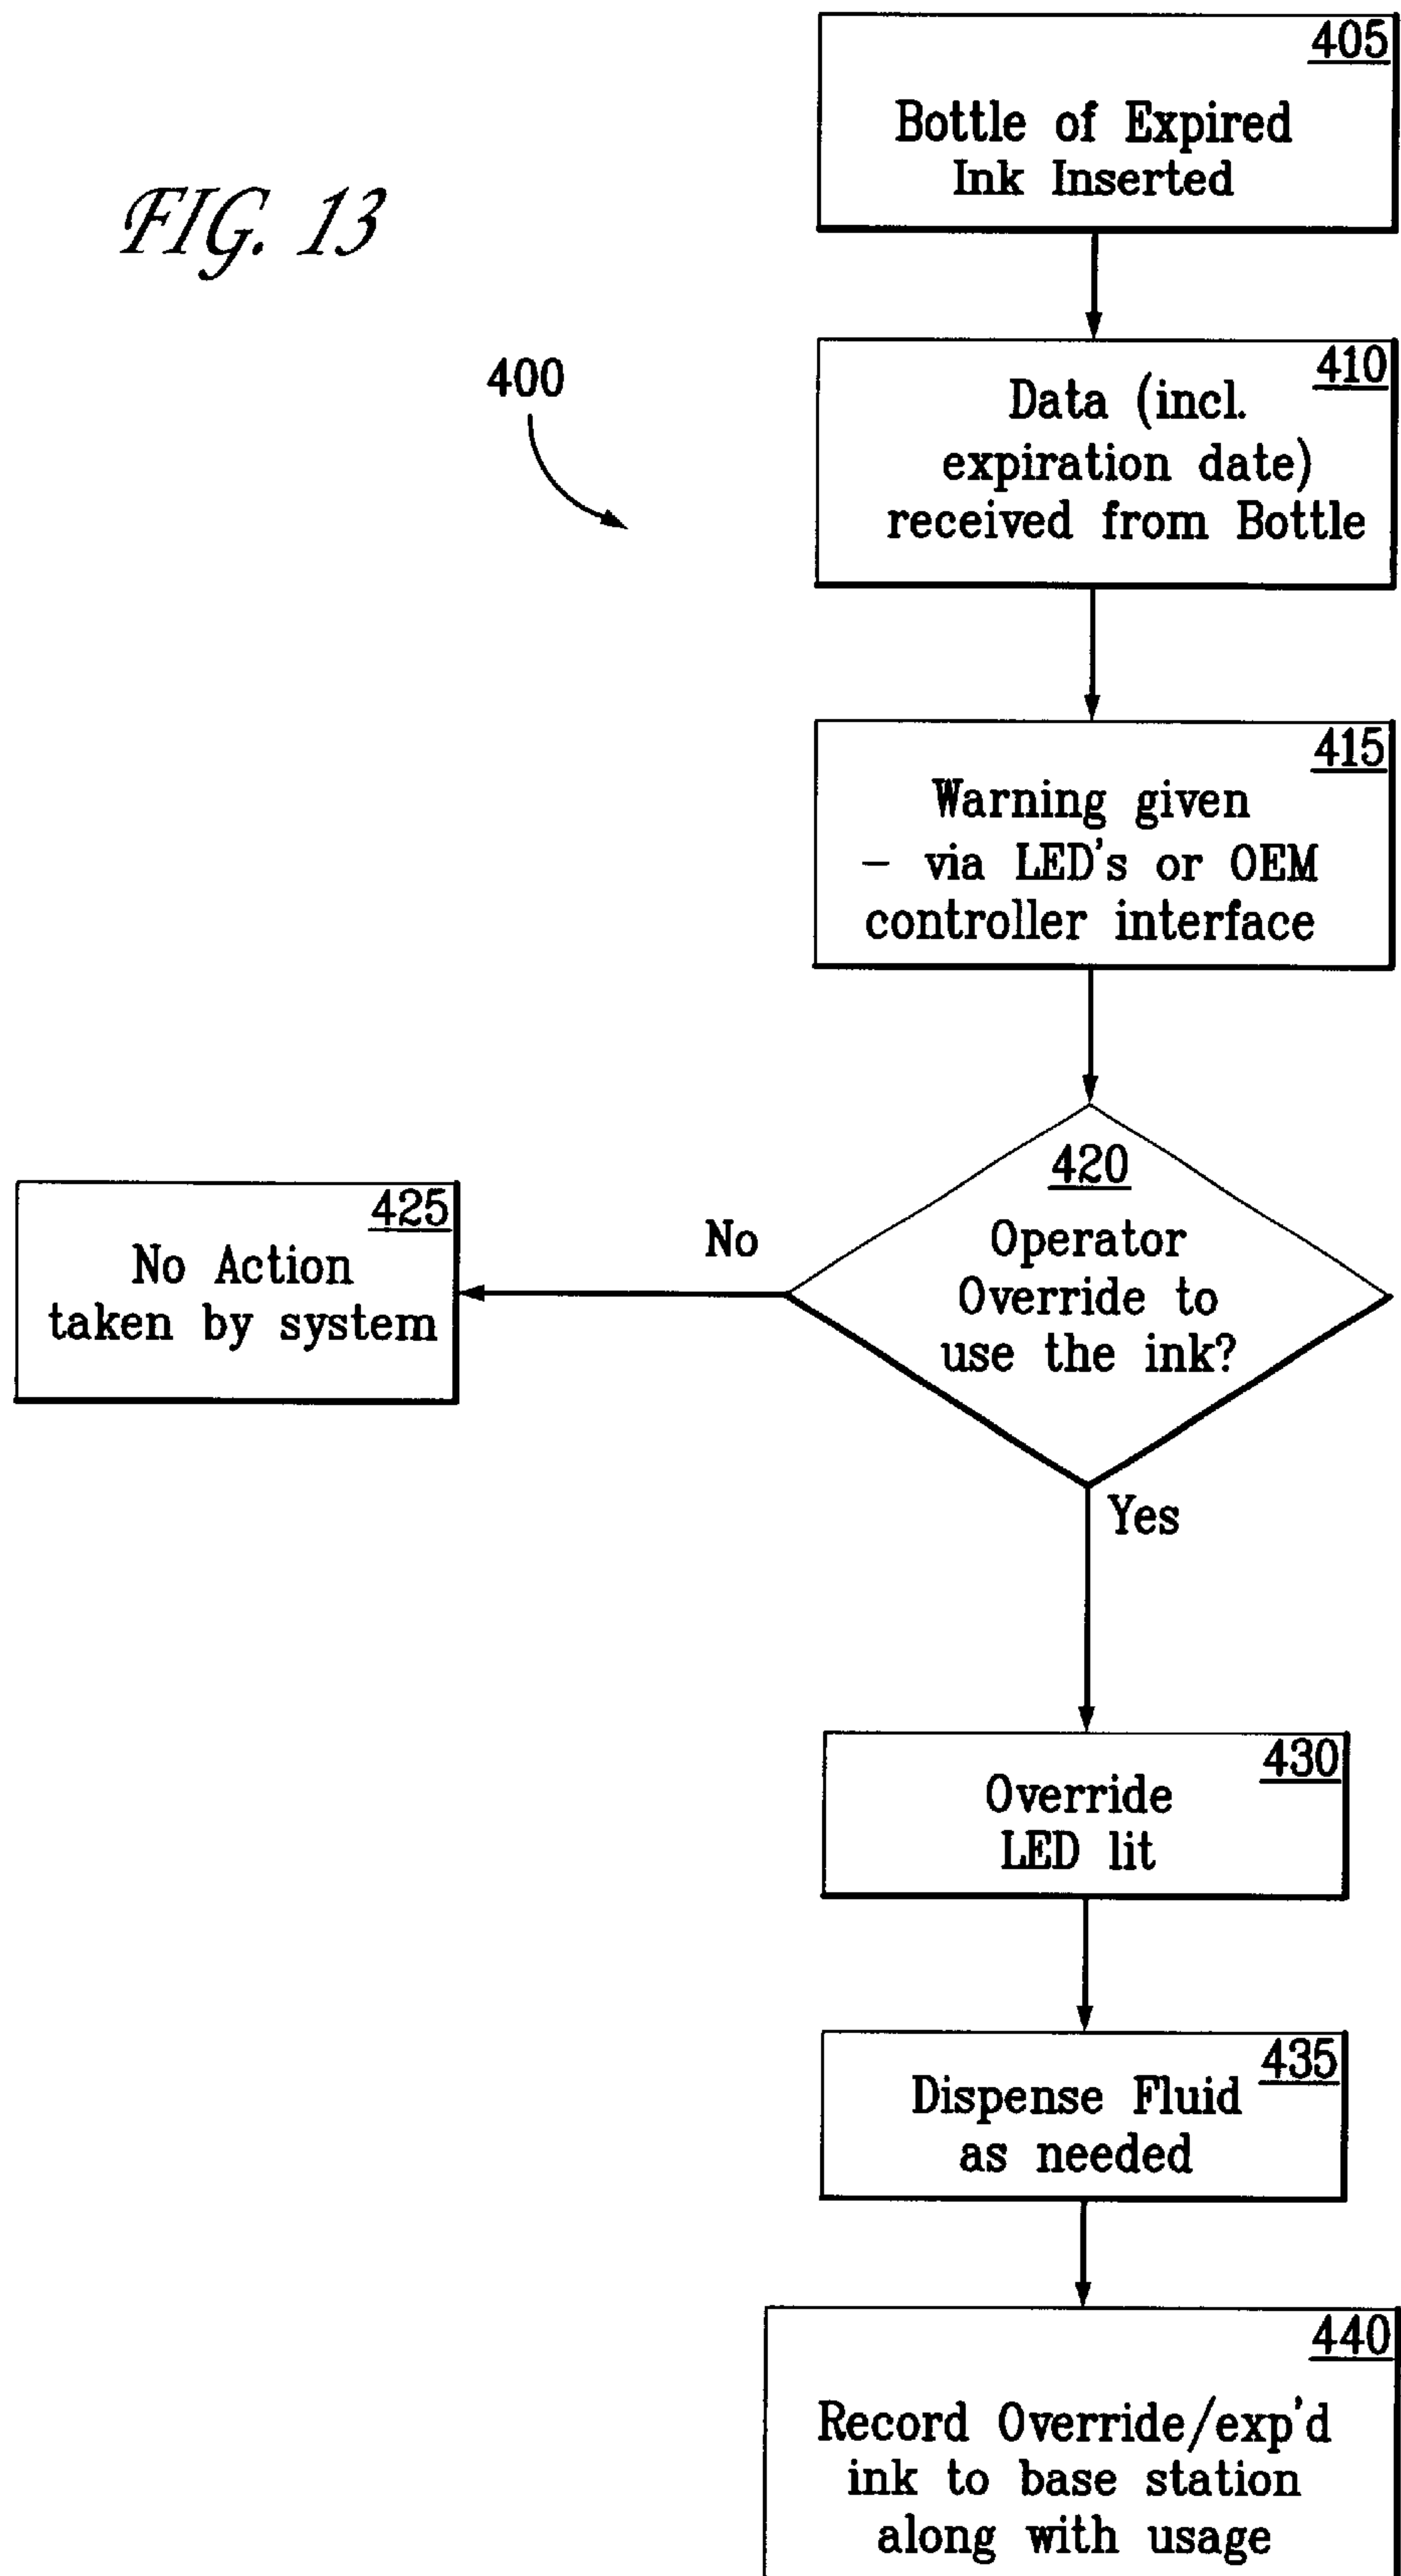 405
Bottle of Expired
Ink Inserted
FIG. 13
400
410
Data (incl.
expiration date)
received from Bottle
415
Warning given
– via LED's or OEM
controller interface
420
Operator
Override to
use the ink?
No
425
No Action
taken by system
Yes
430
Override
LED lit
435
Dispense Fluid
as needed
440
Record Override/exp'd
ink to base station
along with usage